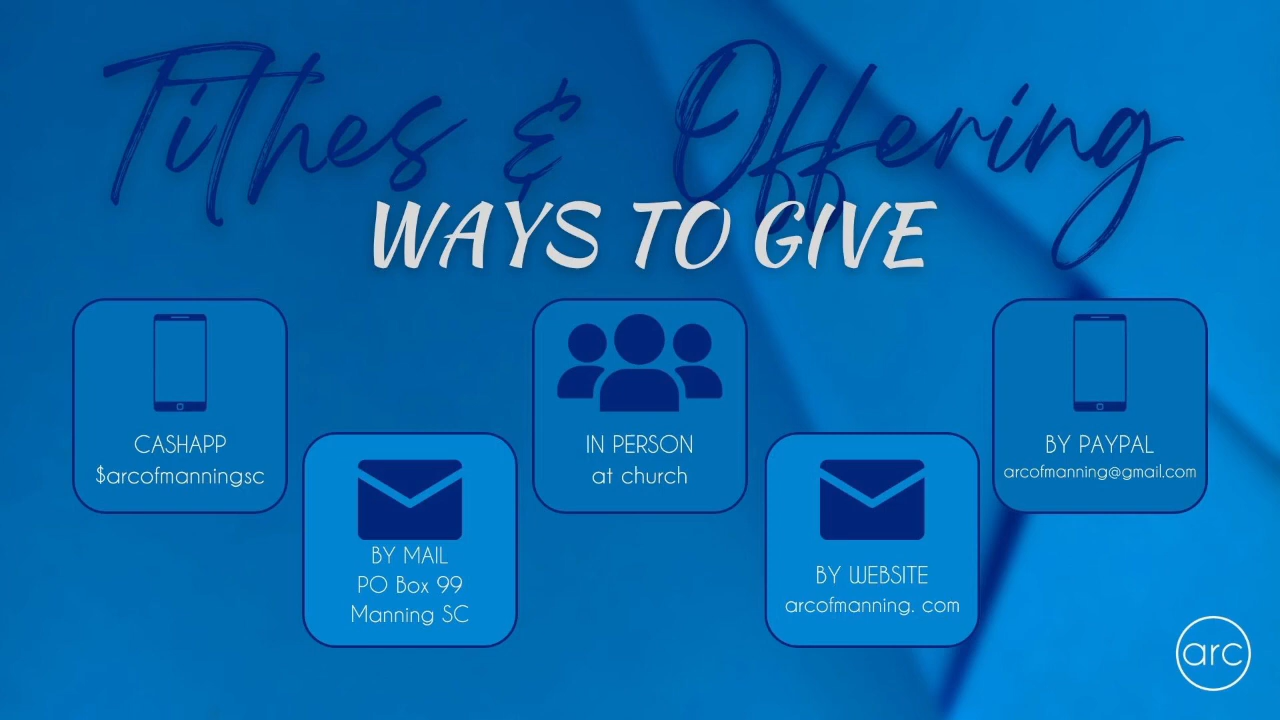 Tithes & Offering
WAYS TO GIVE
CASHAPP
$arcofmanningsc
BY MAIL
PO Box 99
Manning SC
IN PERSON
at church
BY WEBSITE
arcofmanning. com
BY PAYPAL
arcofmanning@gmail.com
arc